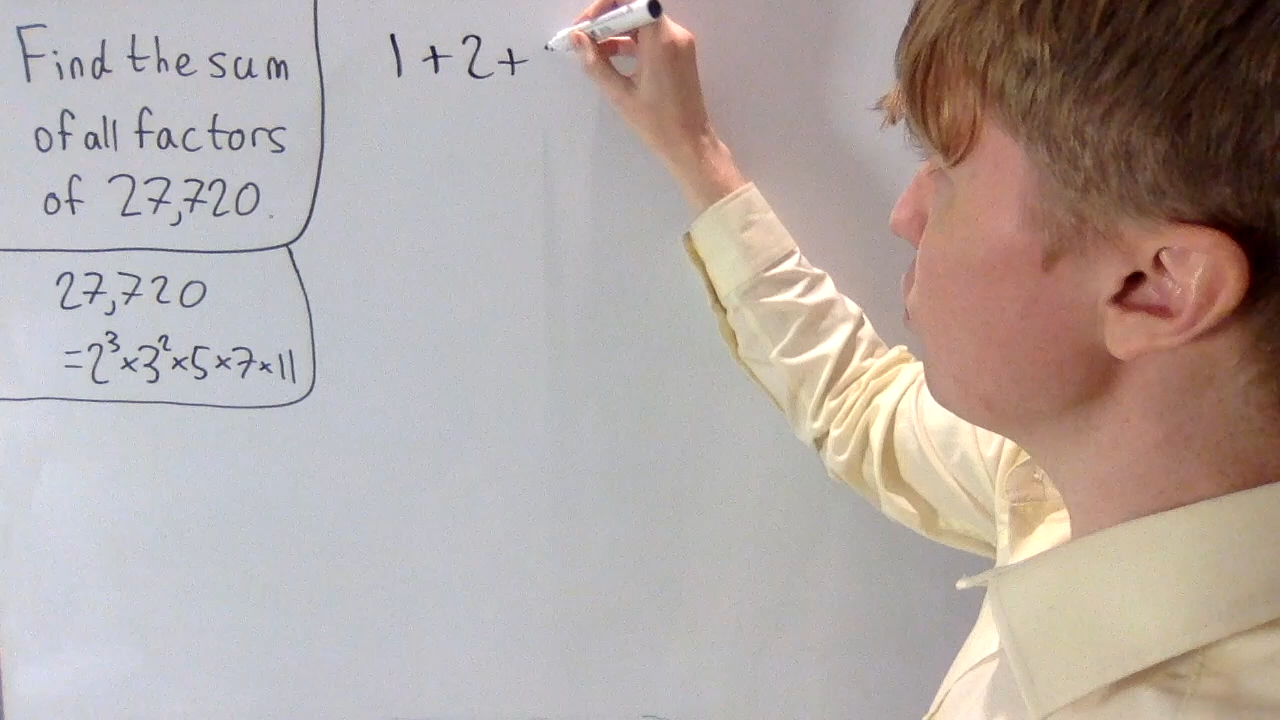 Find the sum
of all factors
of 27,720.
27,720
=2³×3²×5×7×11
1+2+